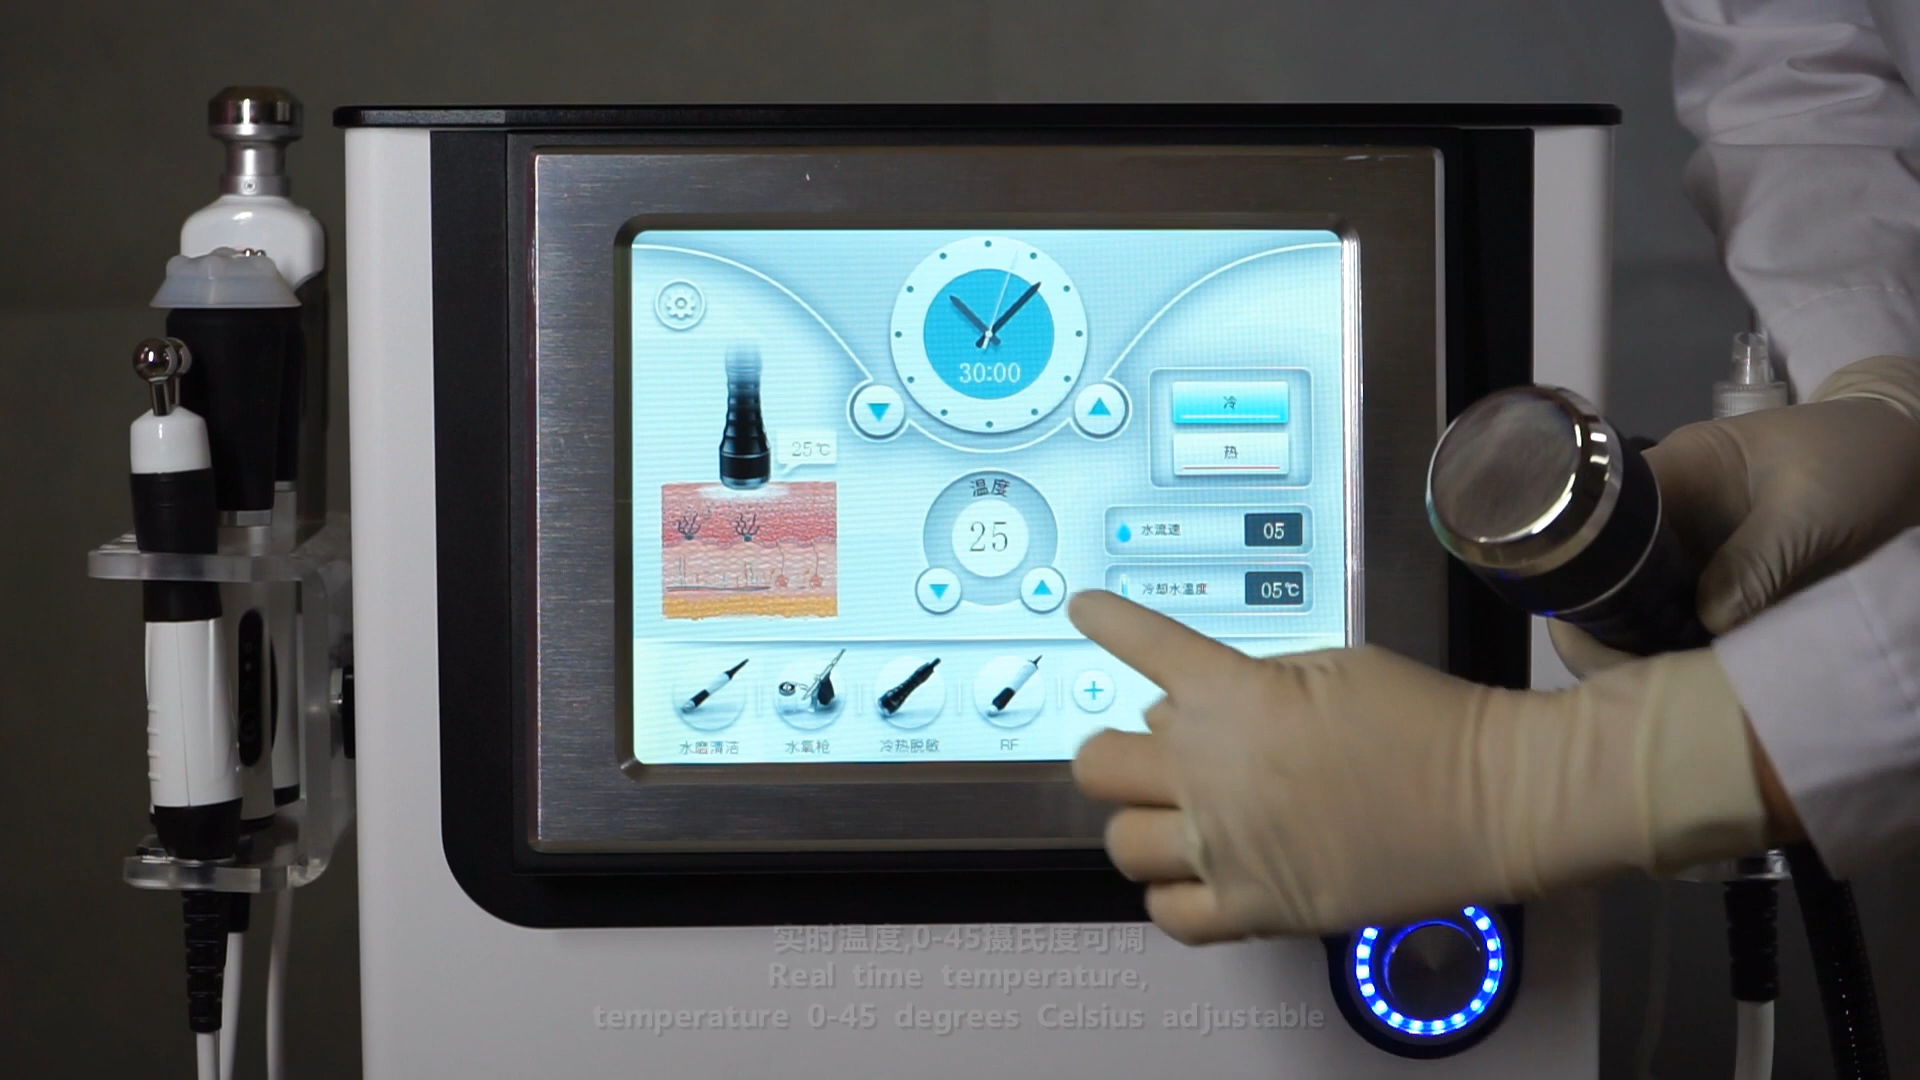 30:00
冷
热
25℃
温度
25
水流速 05
冷却水温度 05℃
水磨清洁
水氧枪
冷热脱敏
RF
实时温度,0-45摄氏度可调
Real time temperature,
temperature 0-45 degrees Celsius adjustable